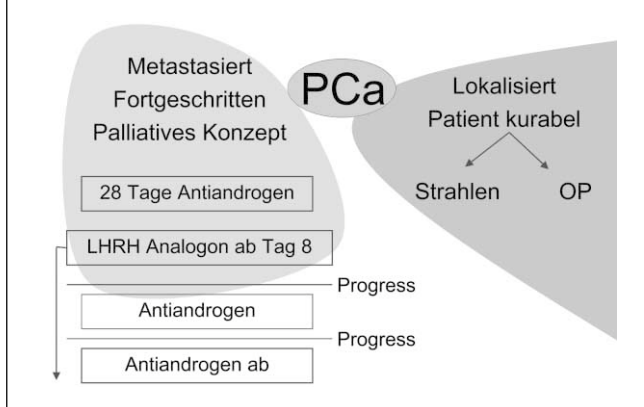 PCa
Metastasiert
Fortgeschritten
Palliatives Konzept
28 Tage Antiandrogen
LHRH Analogon ab Tag 8
Progress
Antiandrogen
Progress
Antiandrogen ab
Lokalisiert
Patient kurabel
Strahlen OP